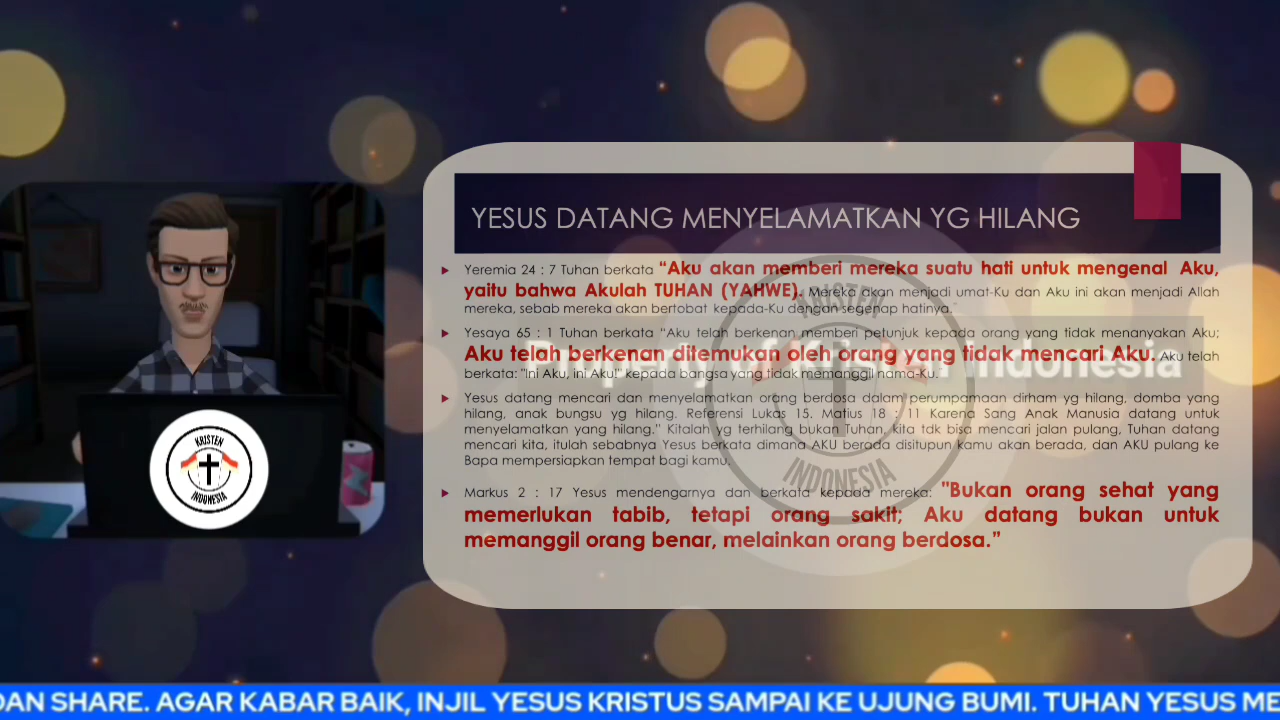 YESUS DATANG MENYELAMATKAN YG HILANG
Yeremia 24 : 7 Tuhan berkata “Aku akan memberi mereka suatu hati untuk mengenal Aku,
yaitu bahwa Akulah TUHAN (YAHWE). Mereka akan menjadi umat-Ku dan Aku ini akan menjadi Allah
mereka, sebab mereka akan bertobat kepada-Ku dengan segenap hatinya.
Yesaya 65 : 1 Tuhan berkata “Aku telah berkenan memberi petunjuk kepada orang yang tidak menanyakan Aku;
Aku telah berkenan ditemukan oleh orang yang tidak mencari Aku. Aku telah
berkata: "Ini Aku, ini Aku!" kepada bangsa yang tidak memanggil nama-Ku.
Yesus datang mencari dan menyelamatkan orang berdosa dalam perumpamaan dirham yg hilang, domba yang
hilang, anak bungsu yg hilang. Referensi Lukas 15. Matius 18 : 11 Karena Sang Anak Manusia datang untuk
menyelamatkan yang hilang.” Kitalah yg terhilang bukan Tuhan, kita tdk bisa mencari jalan pulang, Tuhan datang
mencari kita, itulah sebabnya Yesus berkata dimana AKU berada disitupun kamu akan berada, dan AKU pulang ke
Bapa mempersiapkan tempat bagi kamu.
Markus 2 : 17 Yesus mendengarnya dan berkata kepada mereka: "Bukan orang sehat yang
memerlukan tabib, tetapi orang sakit; Aku datang bukan untuk
memanggil orang benar, melainkan orang berdosa.”
KRISTEN
INDONESIA
KRISTEN
INDONESIA
DAN SHARE. AGAR KABAR BAIK, INJIL YESUS KRISTUS SAMPAI KE UJUNG BUMI. TUHAN YESUS ME